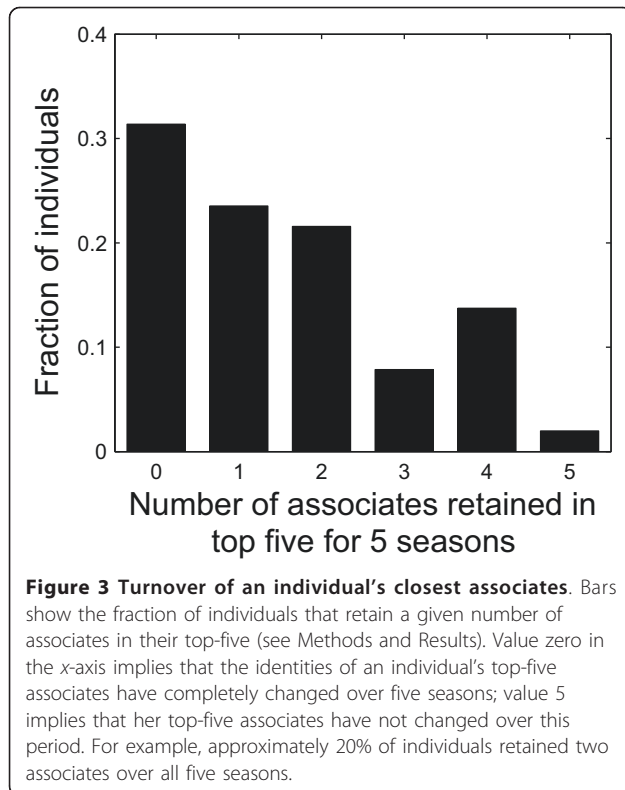 0.4
0.3
0.2
0.1
0
Fraction of individuals
0 1 2 3 4 5
Number of associates retained in
top five for 5 seasons
Figure 3 Turnover of an individual's closest associates. Bars
show the fraction of individuals that retain a given number of
associates in their top-five (see Methods and Results). Value zero in
the x-axis implies that the identities of an individual's top-five
associates have completely changed over five seasons; value 5
implies that her top-five associates have not changed over this
period. For example, approximately 20% of individuals retained two
associates over all five seasons.